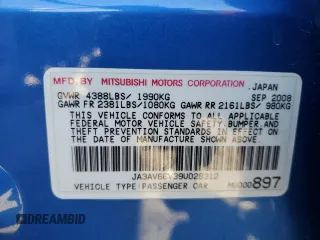 MFD. BY MITSUBISHI MOTORS CORPORATION, JAPAN
GVWR 4388LBS/ 1990KG SEP 2008
GAWR FR 2381LBS/1080KG GAWR RR 2161LBS/ 980KG
THIS VEHICLE CONFORMS TO ALL APPLICABLE
FEDERAL MOTOR VEHICLE SAFETY,BUMPER,AND
THEFT PREVENTION STANDARDS IN EFFECT ON
THE DATE OF MANUFACTURE SHOWN ABOVE.
VEHICLE TYPE:PASSENGER CAR 897
DREAMBID